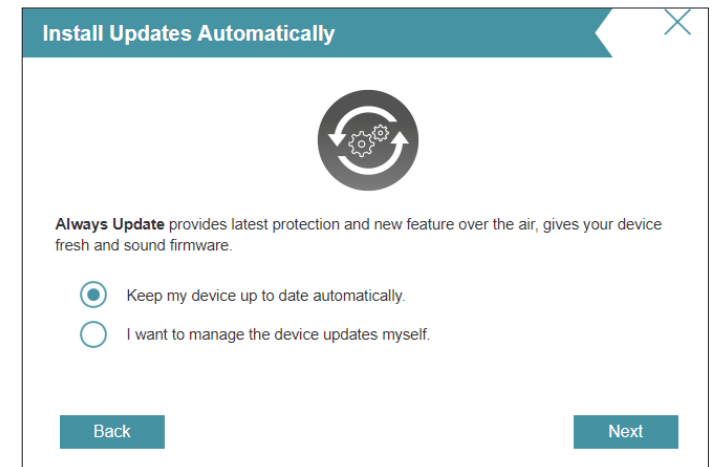 Install Updates Automatically
Always Update provides latest protection and new feature over the air, gives your device
fresh and sound firmware.
Keep my device up to date automatically.
I want to manage the device updates myself.
Back
Next